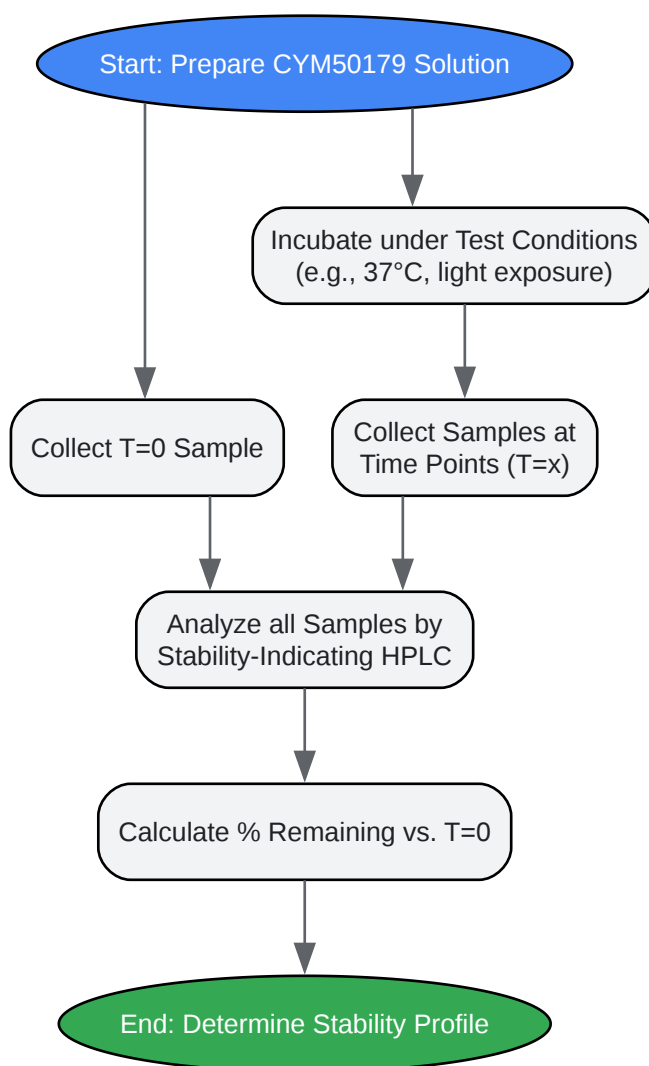 Start: Prepare CYM50179 Solution
Incubate under Test Conditions
(e.g., 37°C, light exposure)
Collect T=0 Sample
Collect Samples at
Time Points (T=x)
Analyze all Samples by
Stability-Indicating HPLC
Calculate % Remaining vs. T=0
End: Determine Stability Profile